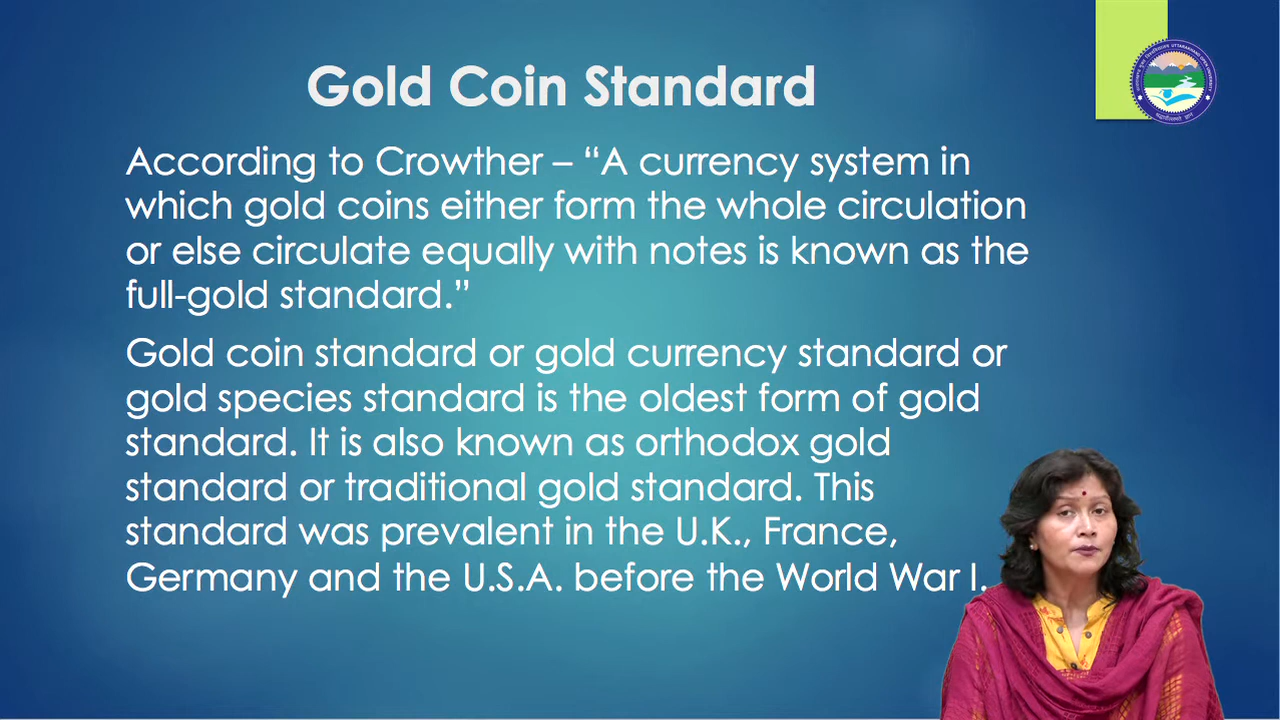 Gold Coin Standard
According to Crowther – “A currency system in
which gold coins either form the whole circulation
or else circulate equally with notes is known as the
full-gold standard.”
Gold coin standard or gold currency standard or
gold species standard is the oldest form of gold
standard. It is also known as orthodox gold
standard or traditional gold standard. This
standard was prevalent in the U.K., France,
Germany and the U.S.A. before the World War I.